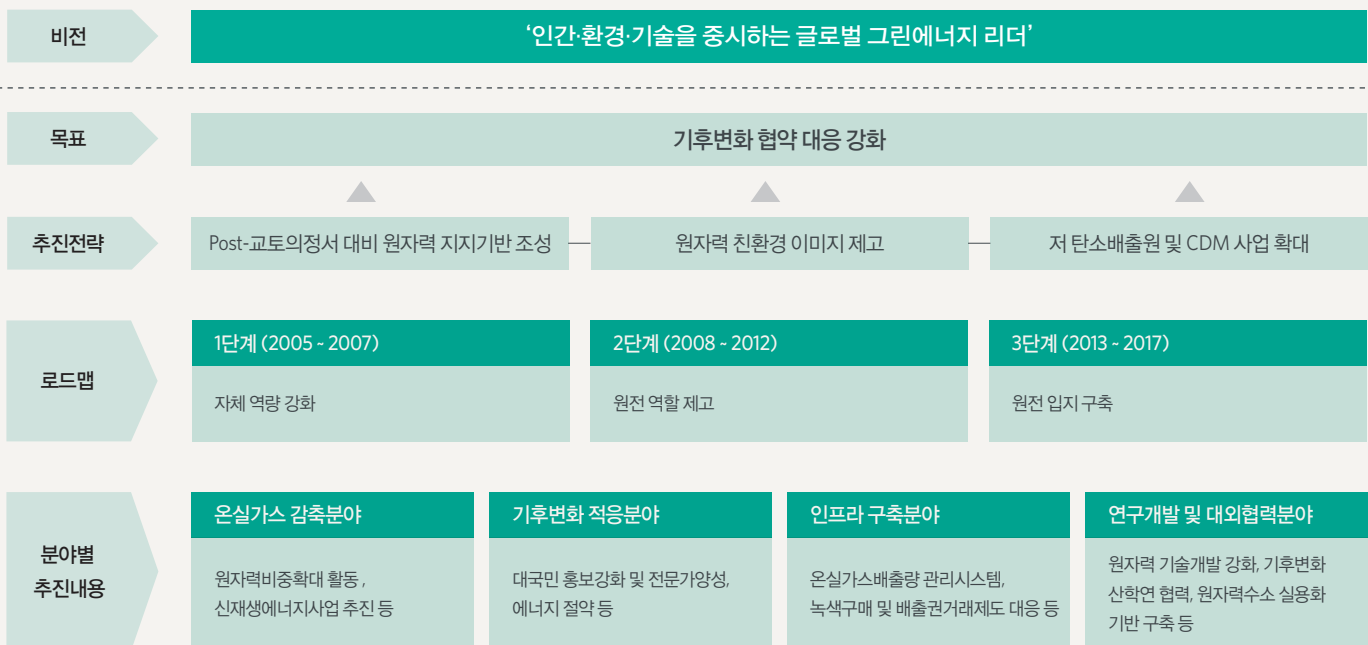 비전
‘인간·환경·기술을 중시하는 글로벌 그린에너지 리더’
목표
기후변화 협약 대응 강화
추진전략
Post-교토의정서 대비 원자력 지지기반 조성
원자력 친환경 이미지 제고
저 탄소배출원 및 CDM 사업 확대
로드맵
1단계 (2005 ~ 2007)
자체 역량 강화
2단계 (2008 ~ 2012)
원전 역할 제고
3단계 (2013 ~ 2017)
원전 입지 구축
분야별
추진내용
온실가스 감축분야
원자력비중확대 활동 ,
신재생에너지사업 추진 등
기후변화 적응분야
대국민 홍보강화 및 전문가양성,
에너지 절약 등
인프라 구축분야
온실가스배출량 관리시스템,
녹색구매 및 배출권거래제도 대응 등
연구개발 및 대외협력분야
원자력 기술개발 강화, 기후변화
산학연 협력, 원자력수소 실용화
기반 구축 등